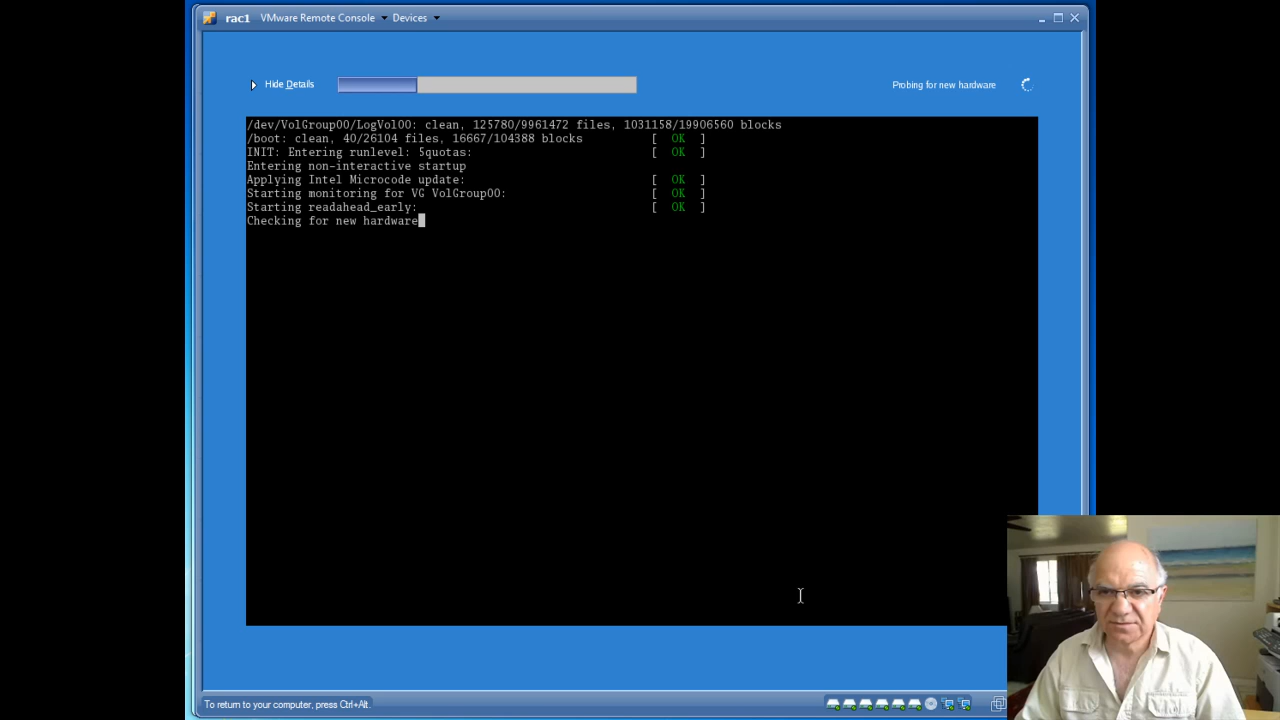 rac1 VMware Remote Console Devices
Hide Details
Probing for new hardware
/dev/VolGroup00/LogVol00: clean, 125780/9961472 files, 1031158/19906560 blocks
/boot: clean, 40/26104 files, 16667/104388 blocks [ OK ]
INIT: Entering runlevel: 5quotas: [ OK ]
Entering non-interactive startup
Applying Intel Microcode update: [ OK ]
Starting monitoring for VG VolGroup00: [ OK ]
Starting readahead_early: [ OK ]
Checking for new hardware
To return to your computer, press Ctrl+Alt.